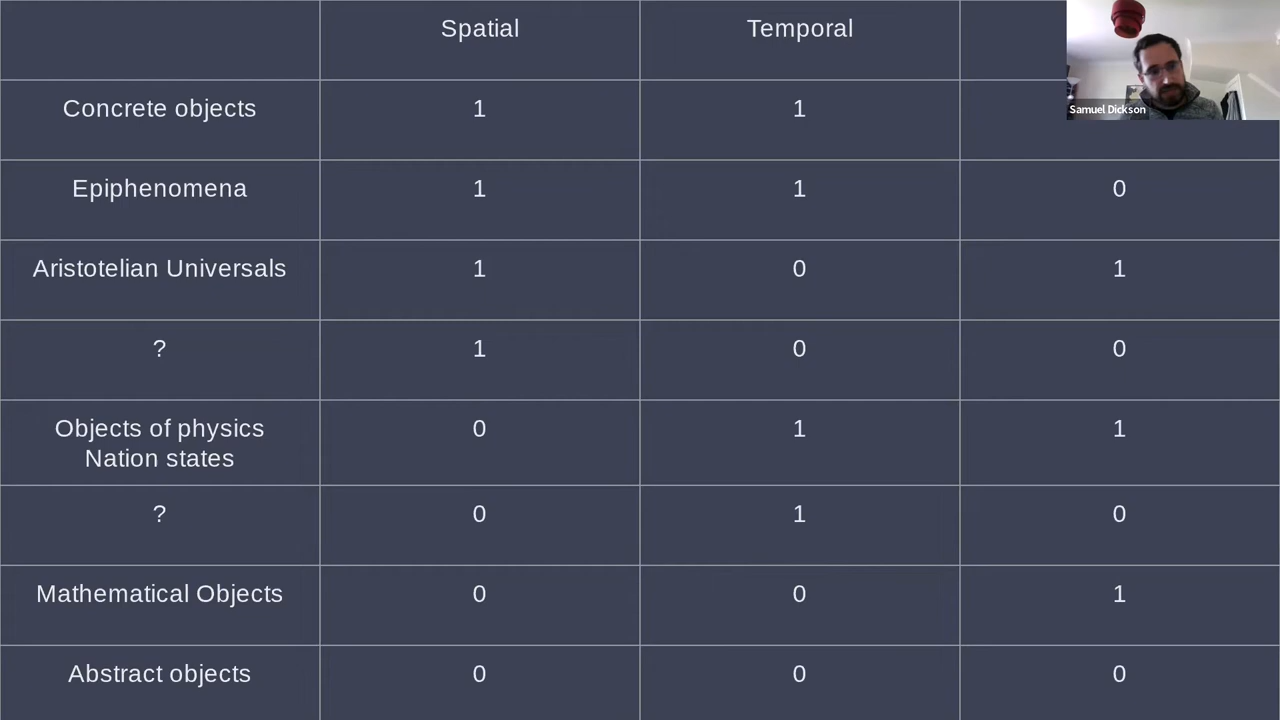 Spatial Temporal
Samuel Dickson
Concrete objects 1 1
Epiphenomena 1 1 0
Aristotelian Universals 1 0 1
? 1 0 0
Objects of physics 0 1 1
Nation states
? 0 1 0
Mathematical Objects 0 0 1
Abstract objects 0 0 0